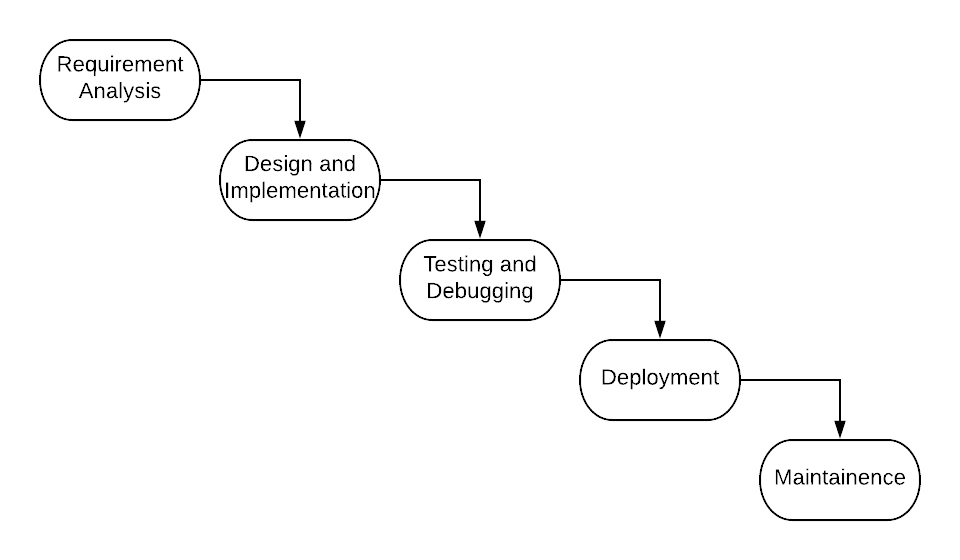 Requirement
Analysis
Design and
Implementation
Testing and
Debugging
Deployment
Maintainence